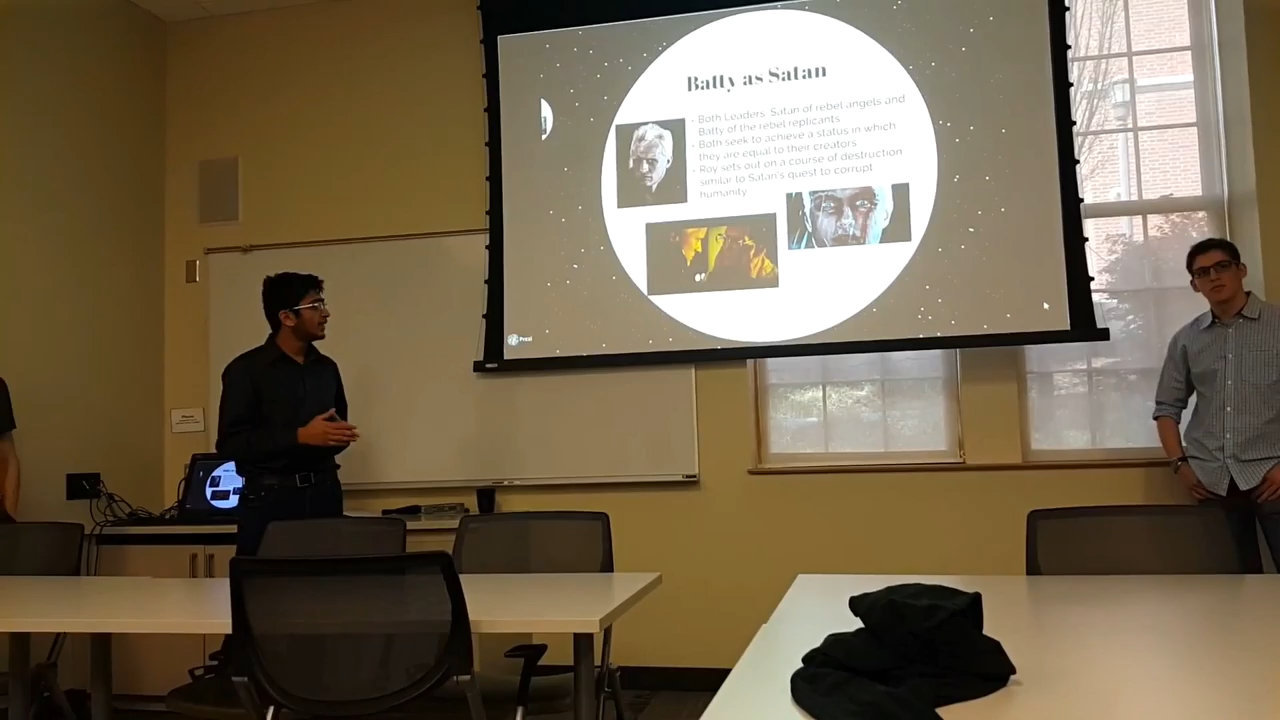 Batty as Satan
- Both Leaders: Satan of rebel angels and
Batty of the rebel replicants
- Both seek to achieve a status in which
they are equal to their creators
- Roy sets out on a course of destruction
similar to Satan's quest to corrupt
humanity
Prezi